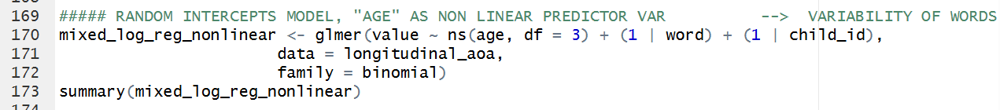 169 ##### RANDOM INTERCEPTS MODEL, "AGE" AS NON LINEAR PREDICTOR VAR --> VARIABILITY OF WORDS
170 mixed_log_reg_nonlinear <- glmer(value ~ ns(age, df = 3) + (1 | word) + (1 | child_id),
171 data = longitudinal_aoa,
172 family = binomial)
173 summary(mixed_log_reg_nonlinear)